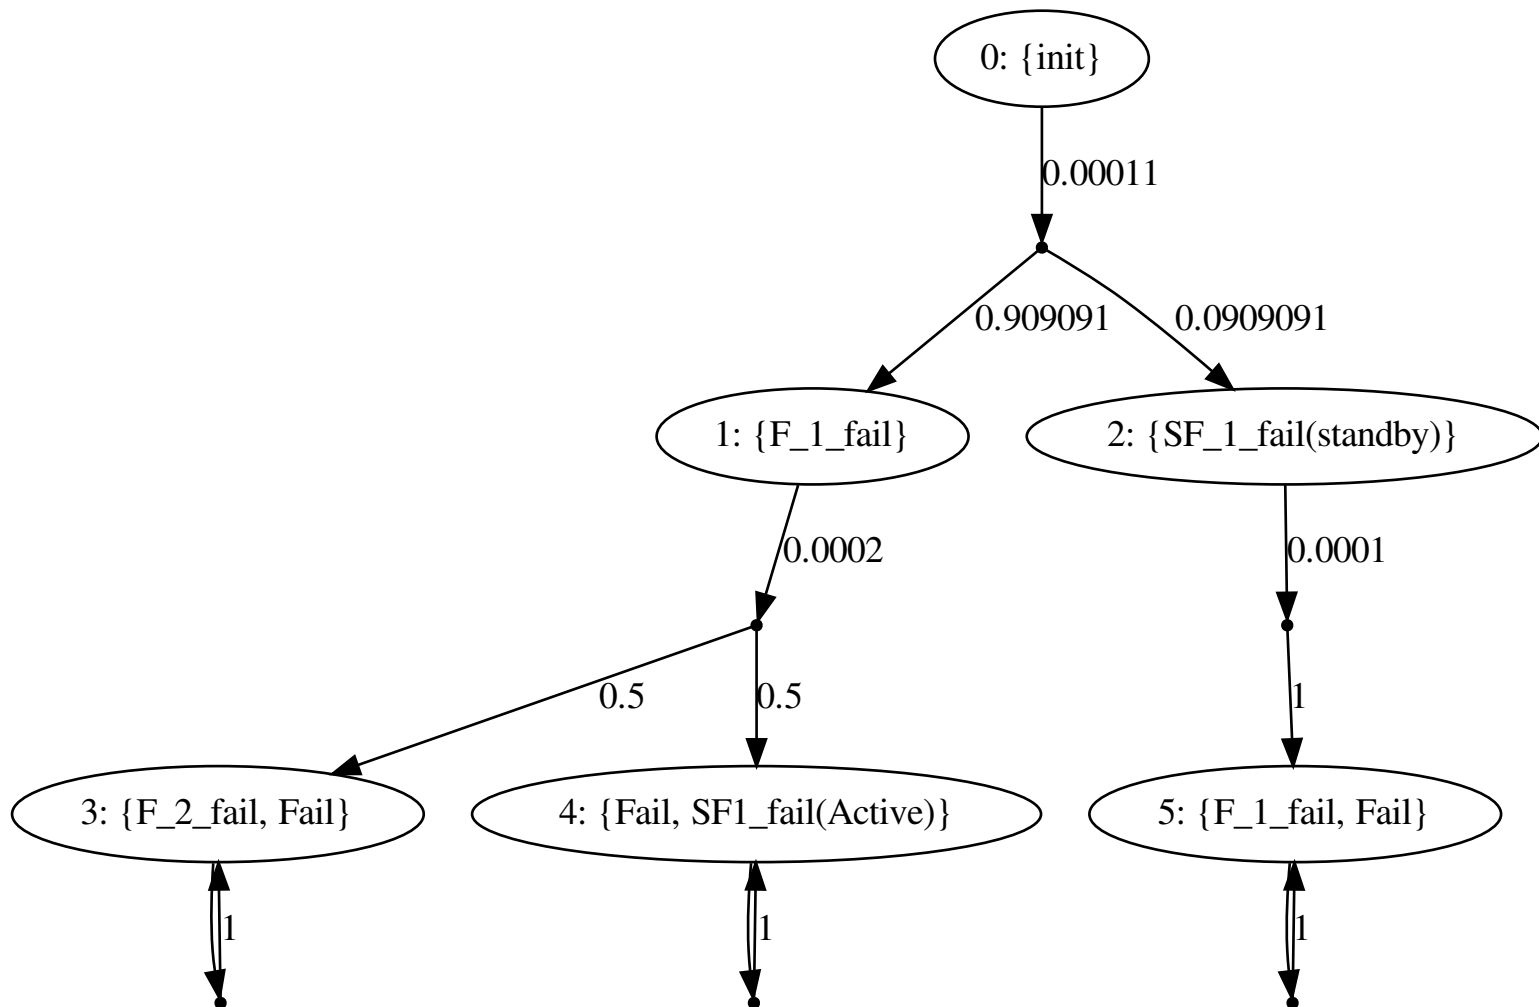 0: {init}
0.00011
0.909091
0.0909091
1: {F_1_fail}
2: {SF_1_fail(standby)}
0.0002
0.0001
0.5
0.5
1
3: {F_2_fail, Fail}
4: {Fail, SF1_fail(Active)}
5: {F_1_fail, Fail}
1
1
1